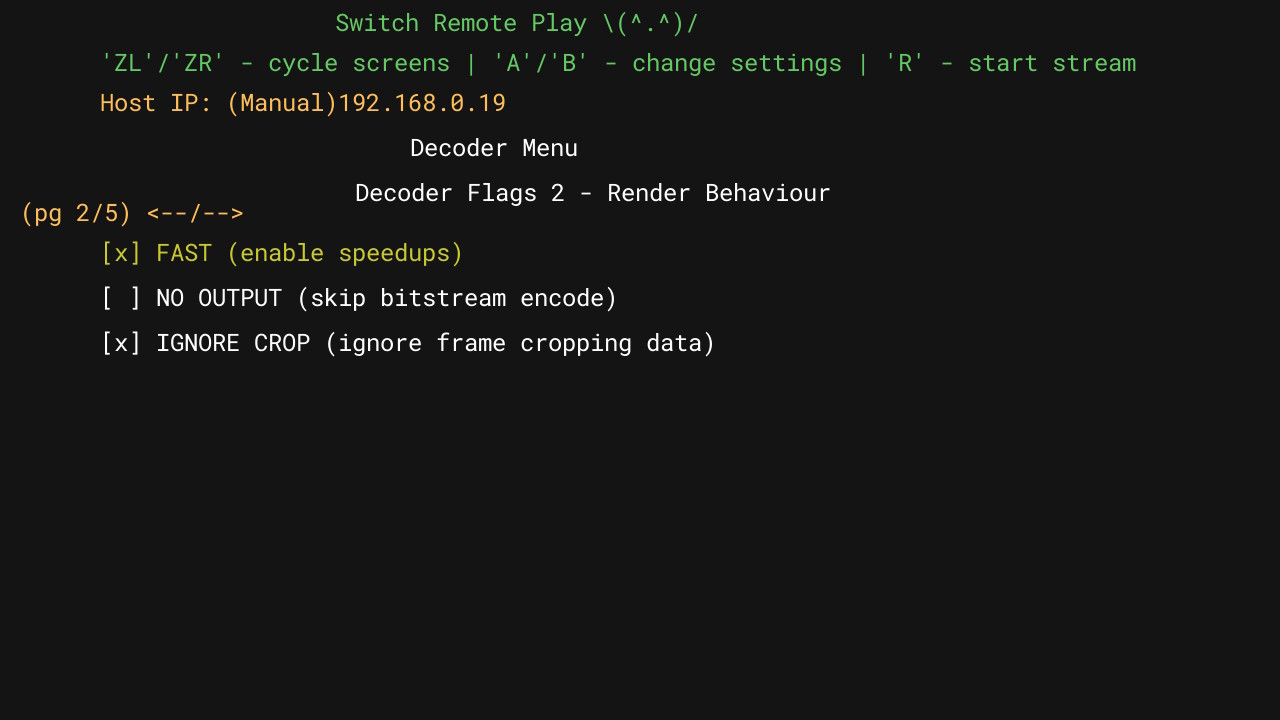 Switch Remote Play \(^.^)/
'ZL'/'ZR' - cycle screens | 'A'/'B' - change settings | 'R' - start stream
Host IP: (Manual)192.168.0.19
Decoder Menu
Decoder Flags 2 - Render Behaviour
(pg 2/5) <--/-->
[x] FAST (enable speedups)
[ ] NO OUTPUT (skip bitstream encode)
[x] IGNORE CROP (ignore frame cropping data)